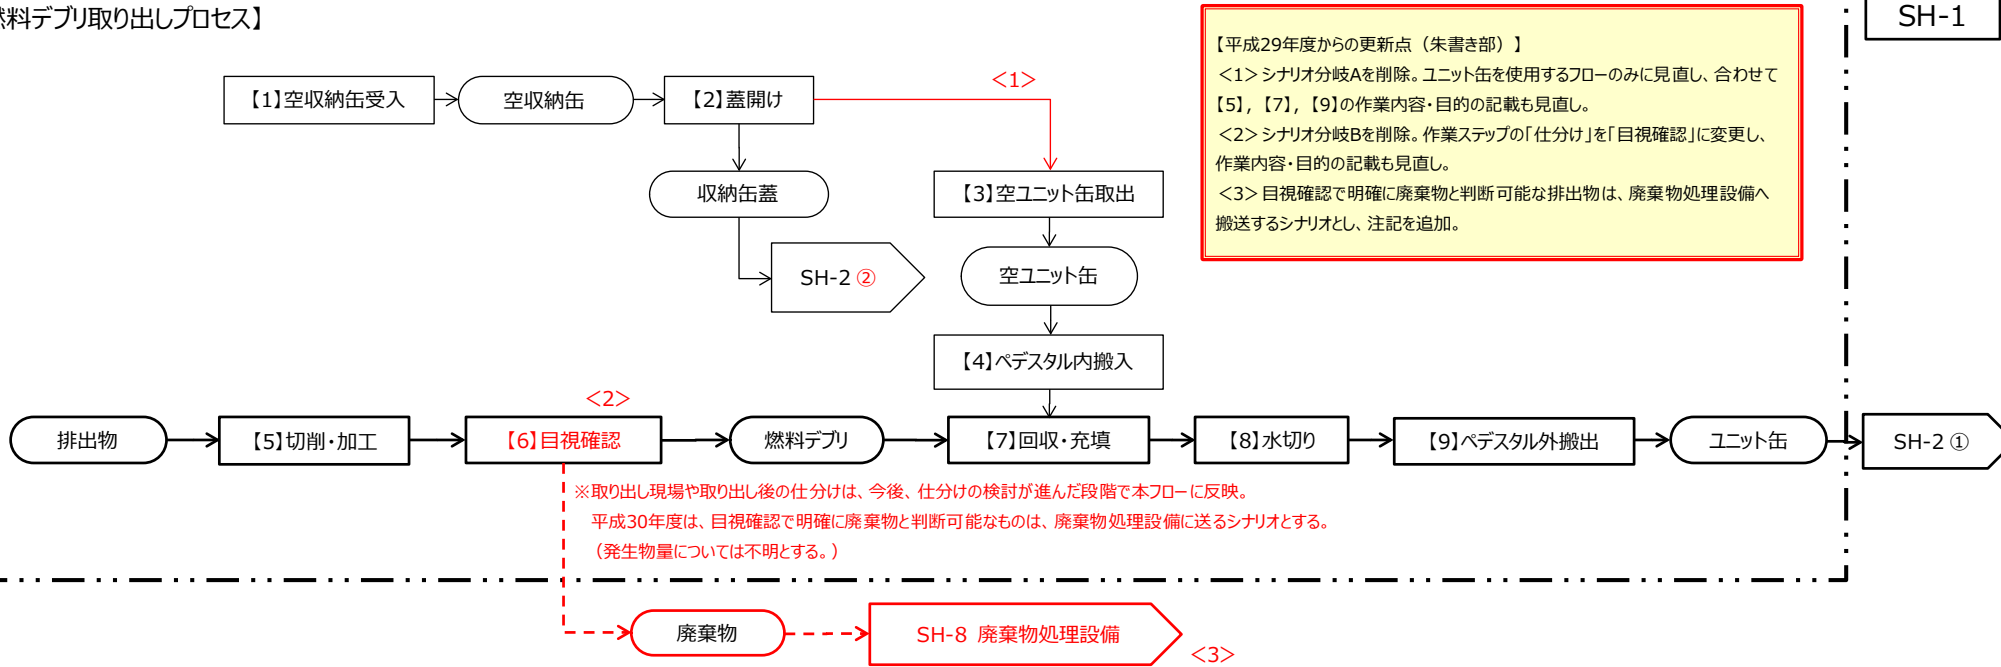 燃料デブリ取り出しプロセス】
SH-1
【平成29年度からの更新点（朱書き部）】
<1> シナリオ分岐Aを削除。ユニット缶を使用するフローのみに見直し、合わせて
【5】，【7】，【9】の作業内容・目的の記載も見直し。
<2> シナリオ分岐Bを削除。作業ステップの「仕分け」を「目視確認」に変更し、
作業内容・目的の記載も見直し。
<3> 目視確認で明確に廃棄物と判断可能な排出物は、廃棄物処理設備へ
搬送するシナリオとし、注記を追加。
【1】空収納缶受入
空収納缶
【2】蓋開け
<1>
収納缶蓋
【3】空ユニット缶取出
SH-2 ②
空ユニット缶
【4】ペデスタル内搬入
<2>
排出物
【5】切削・加工
【6】目視確認
燃料デブリ
【7】回収・充填
【8】水切り
【9】ペデスタル外搬出
ユニット缶
SH-2 ①
※取り出し現場や取り出し後の仕分けは、今後、仕分けの検討が進んだ段階で本フローに反映。
平成30年度は、目視確認で明確に廃棄物と判断可能なものは、廃棄物処理設備に送るシナリオとする。
（発生物量については不明とする。）
廃棄物
SH-8 廃棄物処理設備
<3>